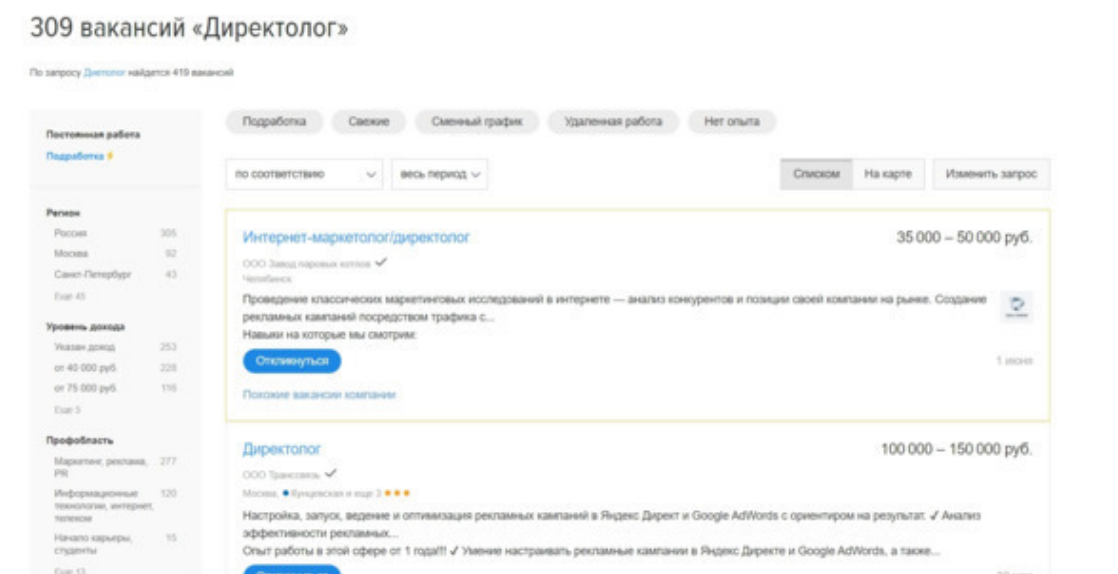 309 вакансий «Директолог»
По запросу Диетолог найдется 419 вакансий
Постоянная работа
Подработка
Регион
Россия 305
Москва 92
Санкт-Петербург 43
Еще 45
Уровень дохода
Указан доход 253
от 40 000 руб. 228
от 75 000 руб. 116
Еще 5
Профобласть
Маркетинг, реклама, 277
PR
Информационные 120
технологии, интернет,
телеком
Начало карьеры, 15
студенты
Еще 13
Подработка Свежие Сменный график Удаленная работа Нет опыта
по соответствию весь период Списком На карте Изменить запрос
Интернет-маркетолог/директолог 35 000 – 50 000 руб.
ООО Завод паровых котлов ✓
Челябинск
Проведение классических маркетинговых исследований в интернете — анализ конкурентов и позиции своей компании на рынке. Создание
рекламных кампаний посредством трафика с...
Навыки на которые мы смотрим:
Откликнуться 1 июня
Похожие вакансии компании
Директолог 100 000 – 150 000 руб.
ООО Транссвязь ✓
Москва, Кунцевская и еще 3
Настройка, запуск, ведение и оптимизация рекламных кампаний в Яндекс Директ и Google AdWords с ориентиром на результат. ✓ Анализ
эффективности рекламных...
Опыт работы в этой сфере от 1 года!!! ✓ Умение настраивать рекламные кампании в Яндекс Директе и Google AdWords, а также...